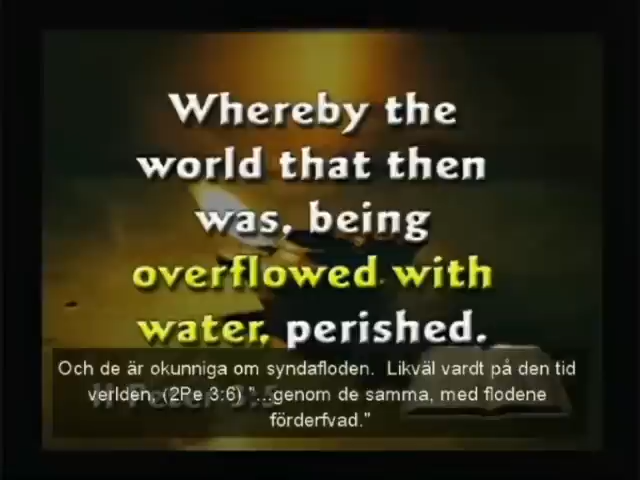 Whereby the
world that then
was, being
overflowed with
water, perished.
Och de är okunniga om syndafloden.  Likväl vardt på den tid
verlden, (2Pe 3:6) "...genom de samma, med flodene
förderfvad."